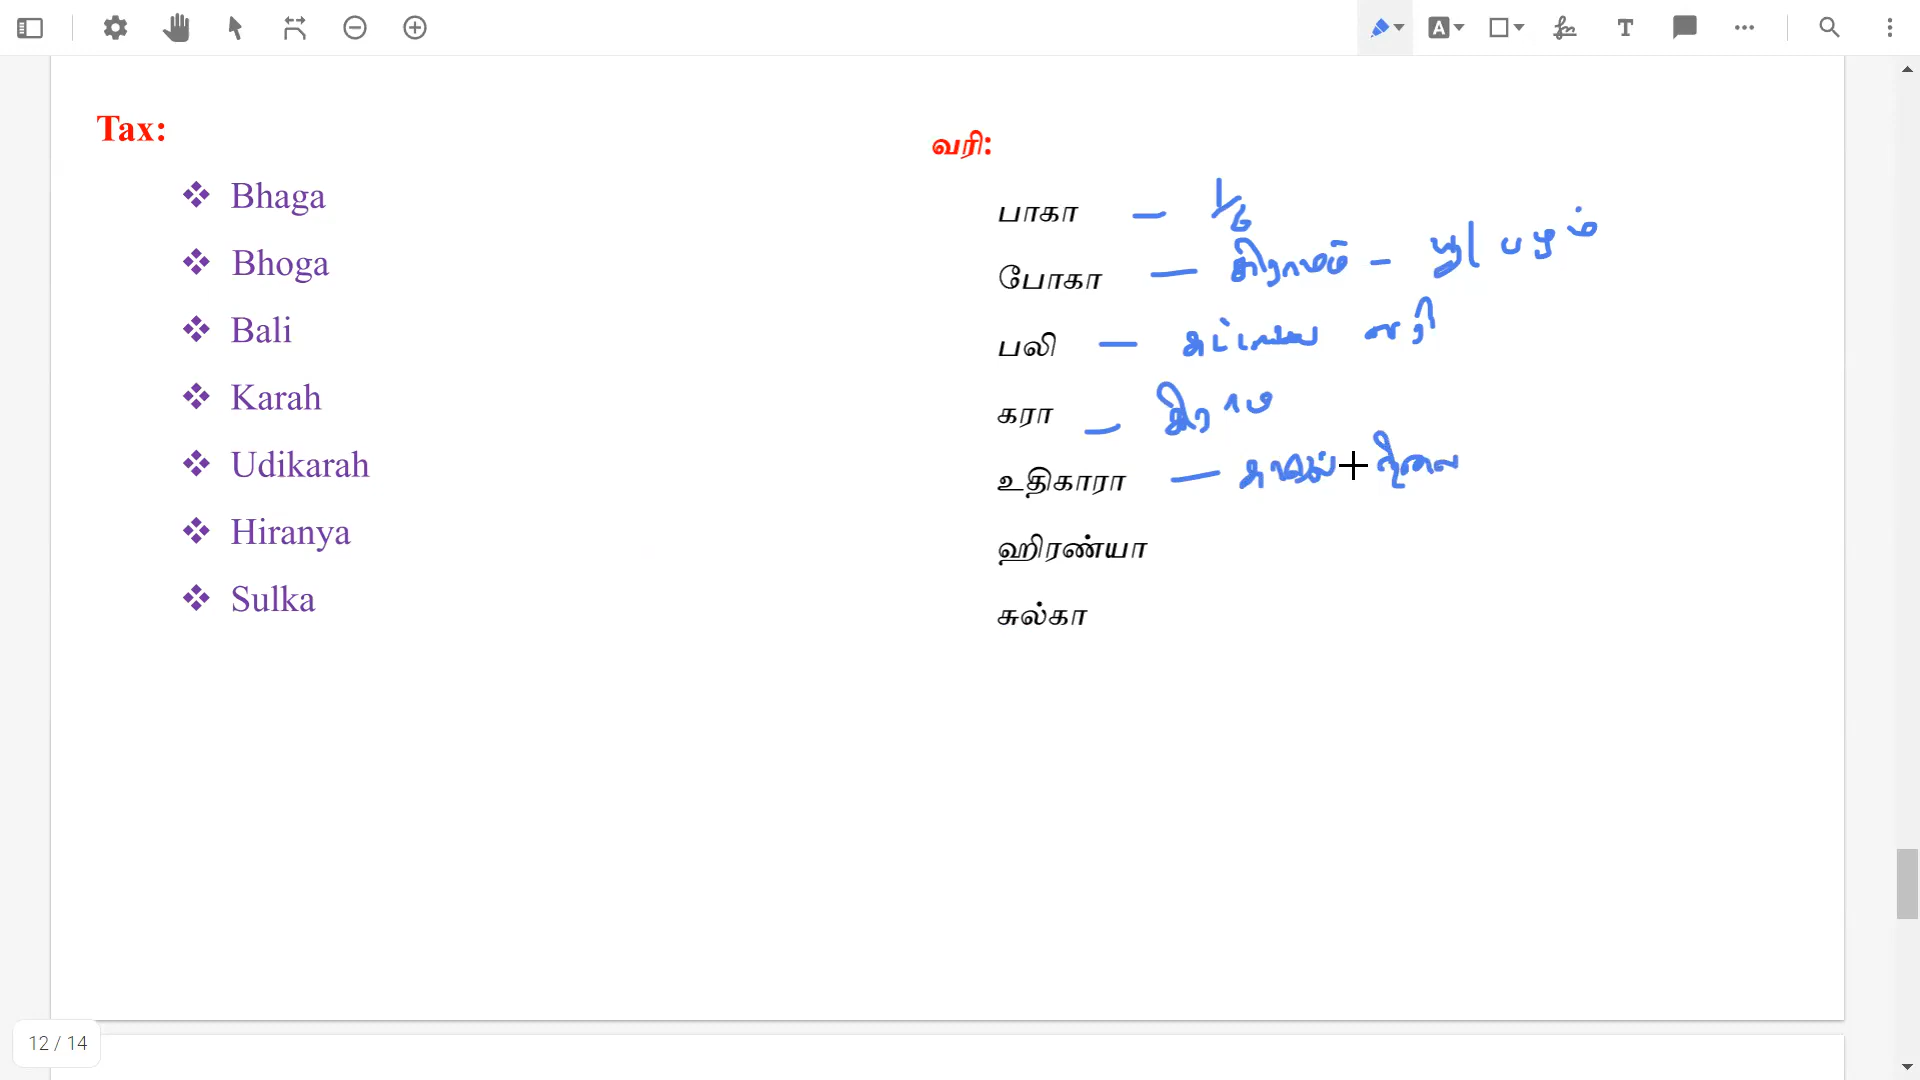 Tax:
❖ Bhaga
❖ Bhoga
❖ Bali
❖ Karah
❖ Udikarah
❖ Hiranya
❖ Sulka
வரி:
பாகா — 1/6
போகா — கிராமம் – பூ / பழம்
பலி — கட்டாய வரி
கரா — கிராம
உதிகாரா — காவல் நிலை
ஹிரண்யா
சுல்கா
12 / 14